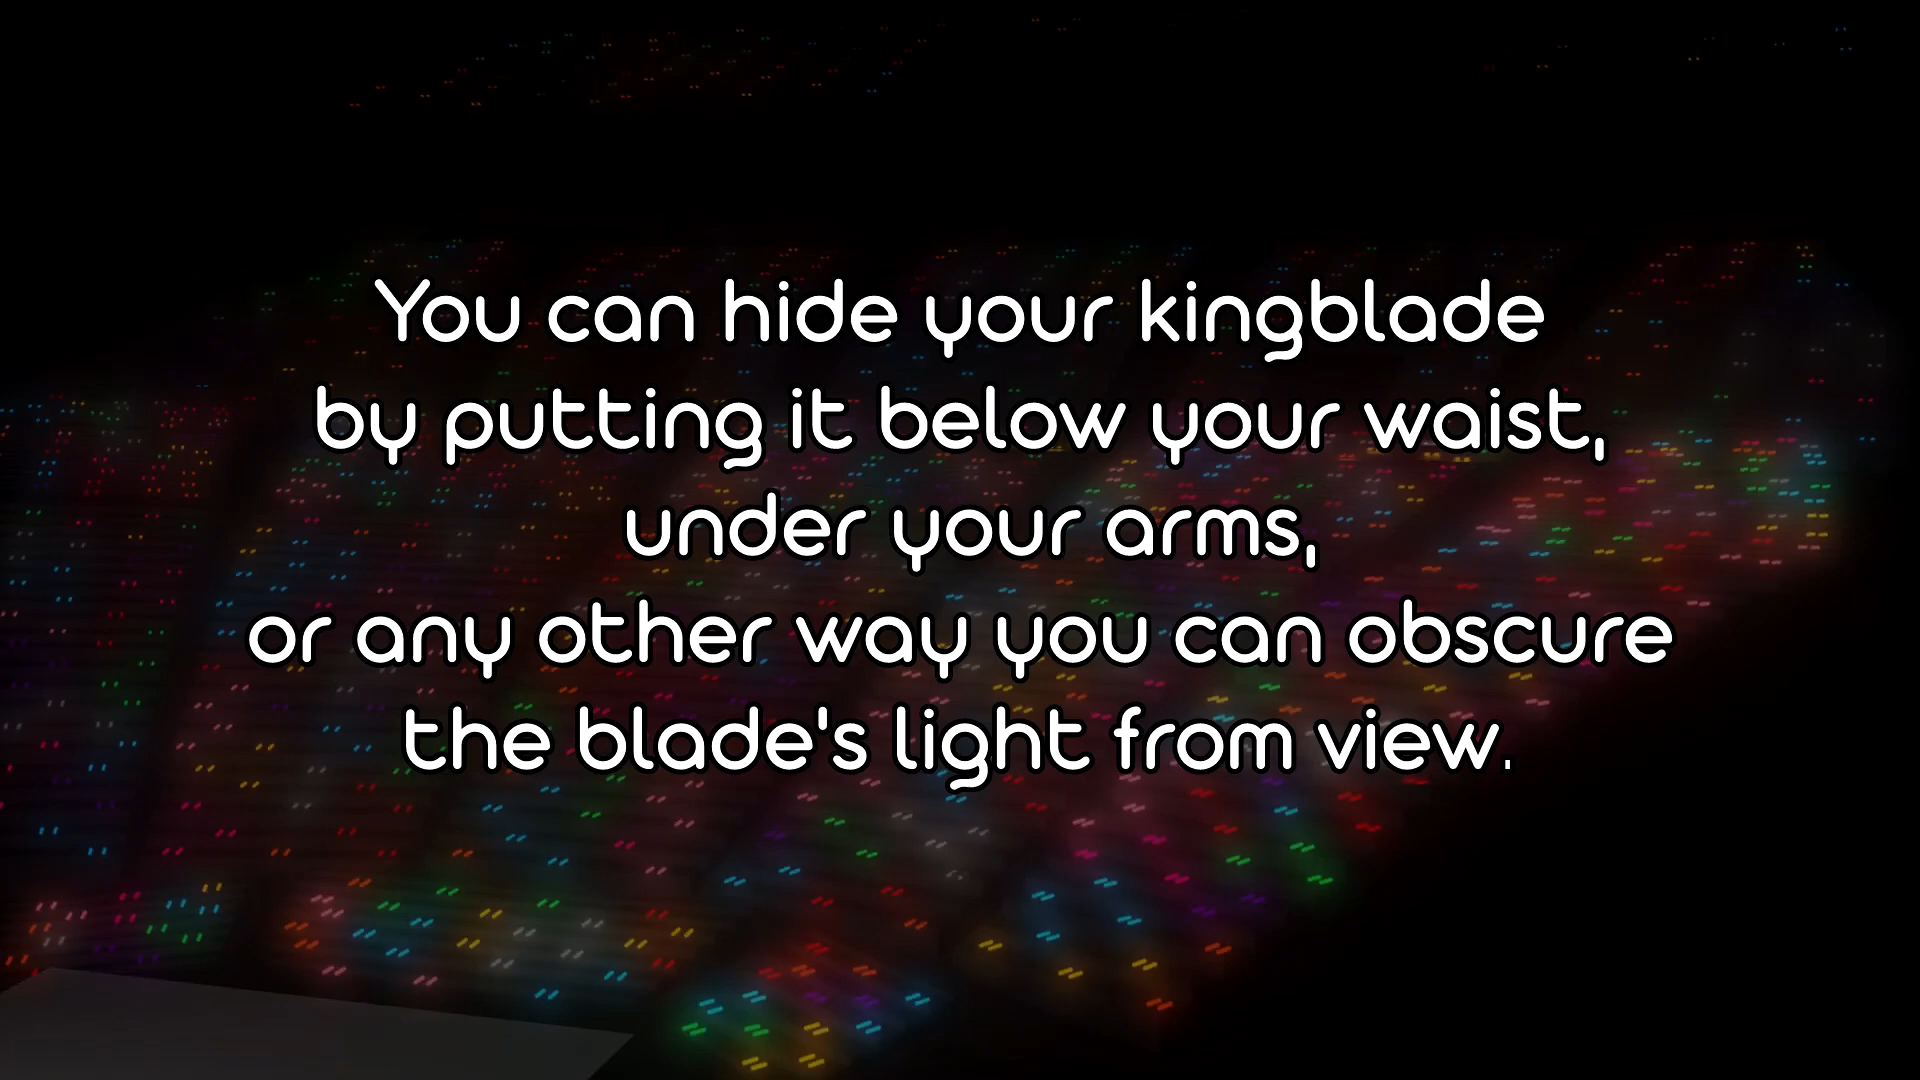 You can hide your kingblade
by putting it below your waist,
under your arms,
or any other way you can obscure
the blade's light from view.